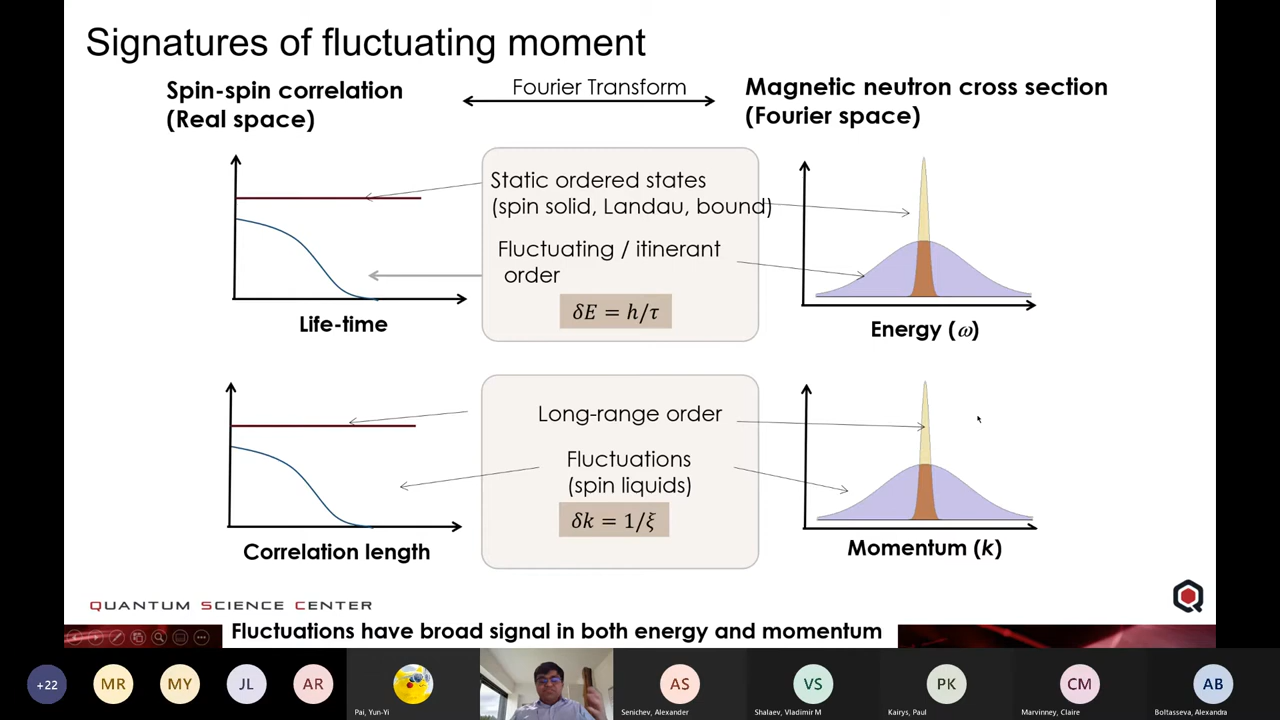 Signatures of fluctuating moment
Spin-spin correlation
(Real space)
Fourier Transform
Magnetic neutron cross section
(Fourier space)
Static ordered states
(spin solid, Landau, bound)
Fluctuating / itinerant
order
δE = h/τ
Life-time
Energy (ω)
Long-range order
Fluctuations
(spin liquids)
δk = 1/ξ
Correlation length
Momentum (k)
QUANTUM SCIENCE CENTER
Fluctuations have broad signal in both energy and momentum
+22
MR
MY
JL
AR
Pai, Yun-Yi
AS
Senichev, Alexander
VS
Shalaev, Vladimir M
PK
Kairys, Paul
CM
Marvinney, Claire
AB
Boltasseva, Alexandra